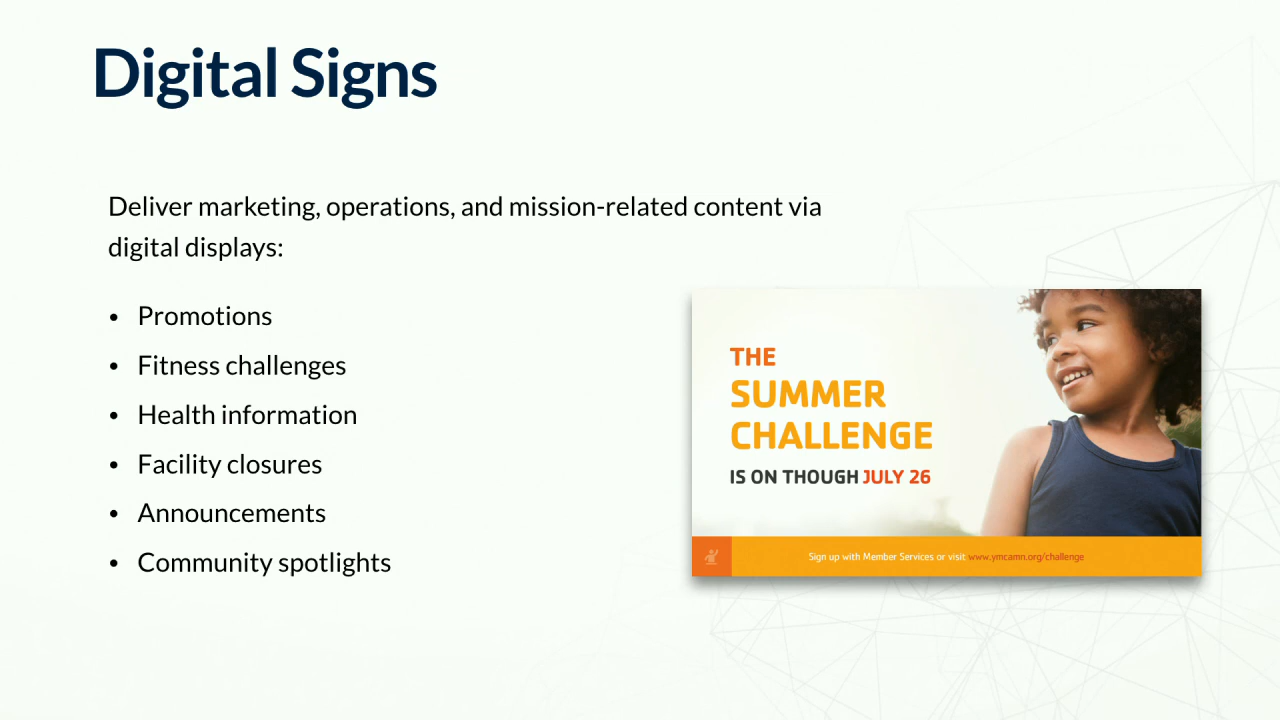 Digital Signs
Deliver marketing, operations, and mission-related content via
digital displays:
• Promotions
• Fitness challenges
• Health information
• Facility closures
• Announcements
• Community spotlights
THE
SUMMER
CHALLENGE
IS ON THOUGH JULY 26
Sign up with Member Services or visit www.ymcamn.org/challenge